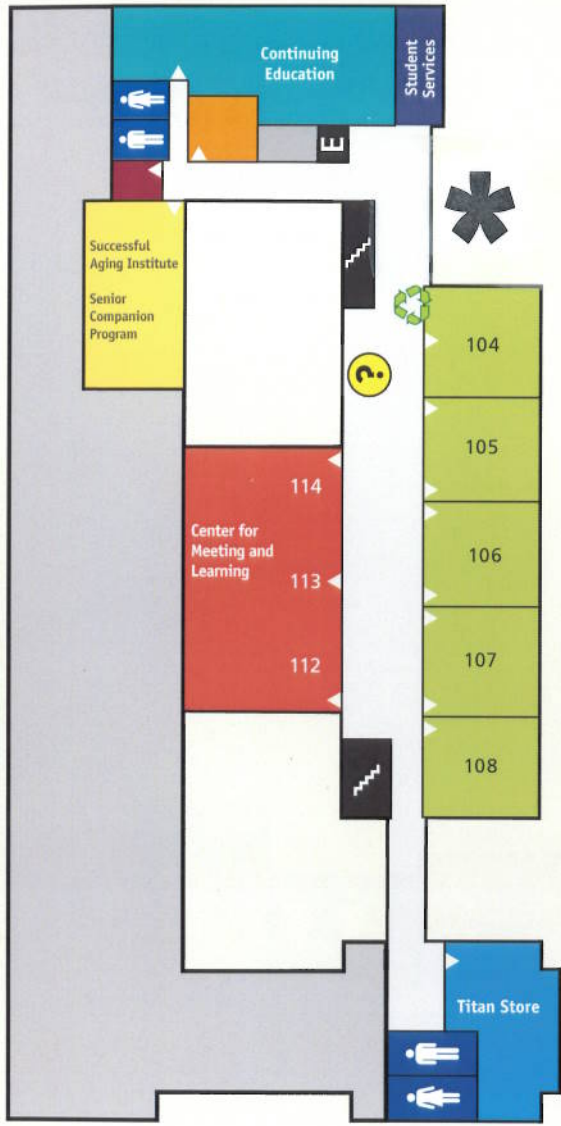 Continuing
Education
Student
Services
E
Successful
Aging Institute
Senior
Companion
Program
?
104
105
106
107
108
114
Center for
Meeting and
Learning
113
112
Titan Store